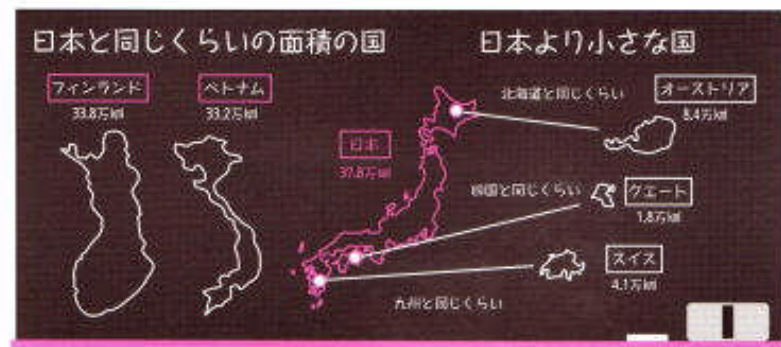 日本と同じくらいの面積の国
日本より小さな国
フィンランド
33.8万㎢
ベトナム
33.2万㎢
日本
37.8万㎢
北海道と同じくらい
オーストリア
8.4万㎢
四国と同じくらい
クエート
1.8万㎢
スイス
4.1万㎢
九州と同じくらい